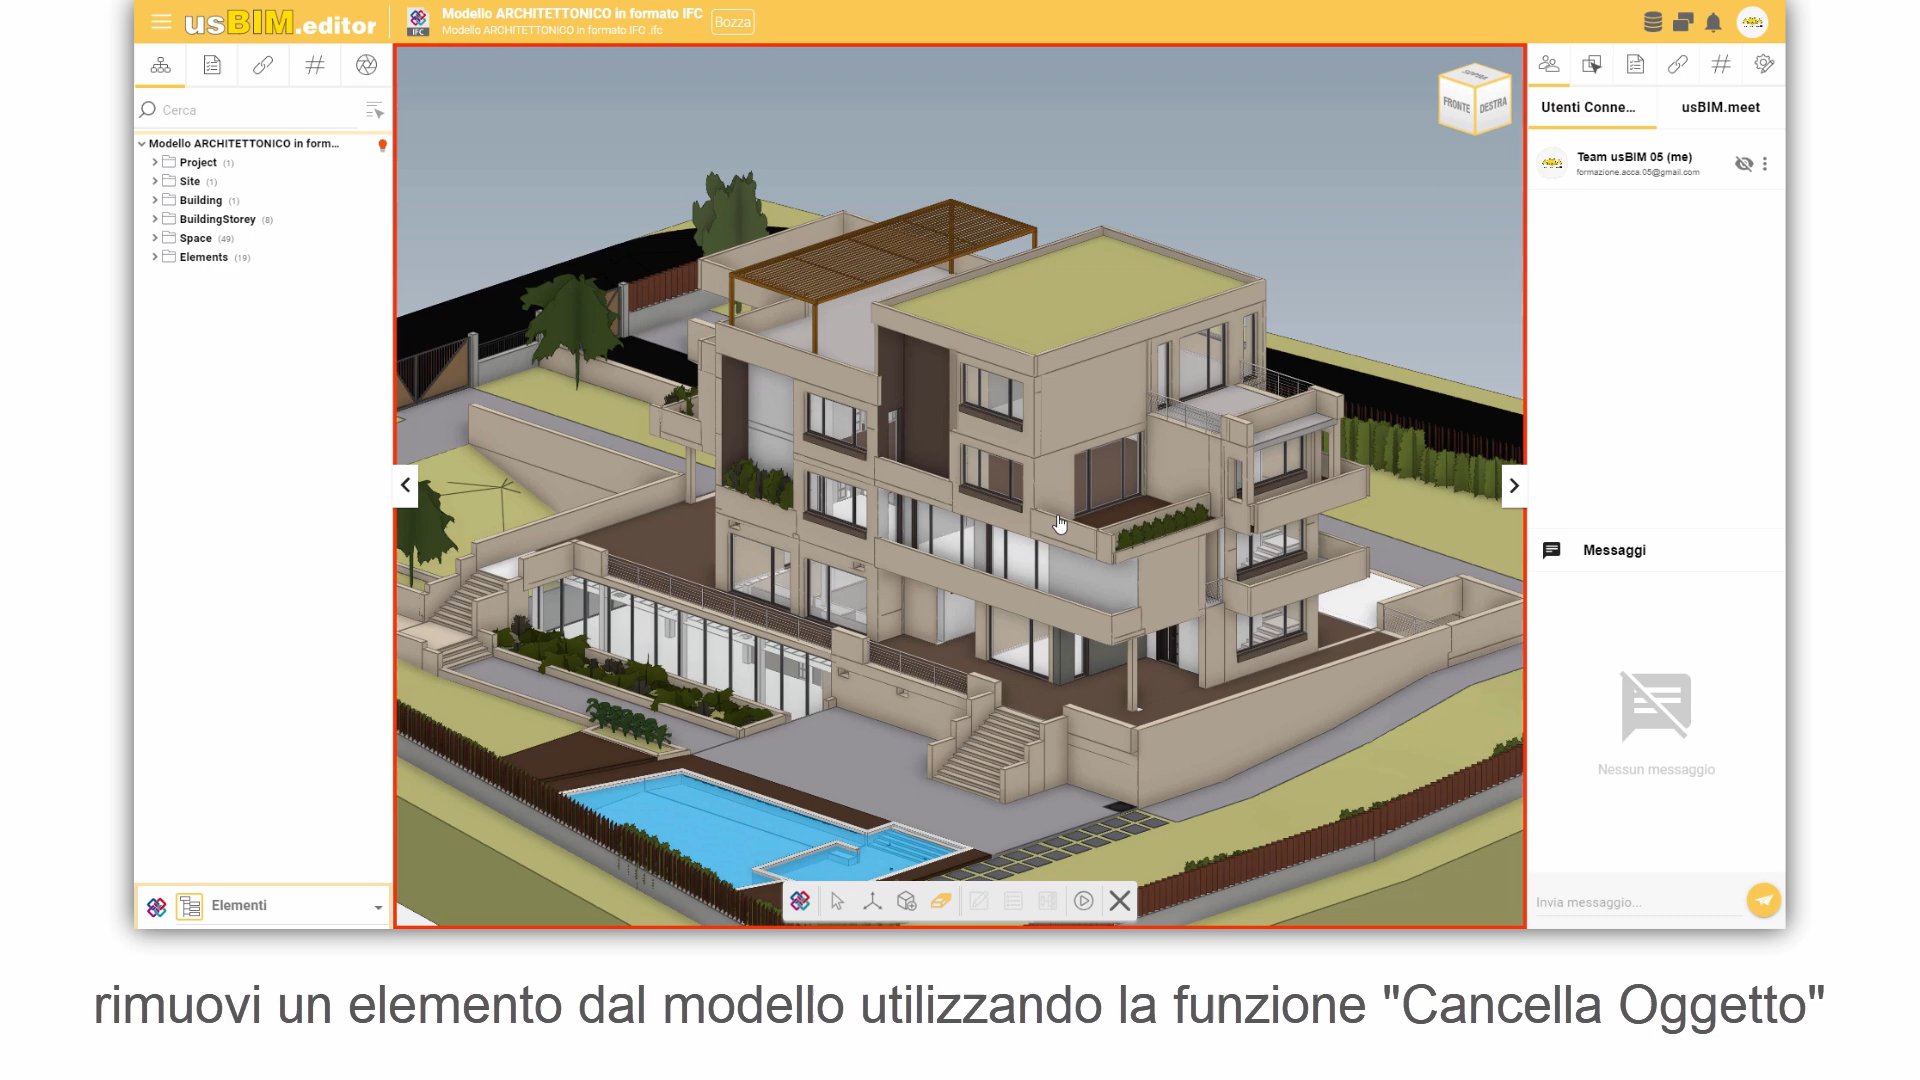 usBIM.editor
IFC
Modello ARCHITETTONICO in formato IFC
Modello ARCHITETTONICO in formato IFC .ifc
Bozza
Cerca
Modello ARCHITETTONICO in form...
Project (1)
Site (1)
Building (1)
BuildingStorey (8)
Space (49)
Elements (19)
Elementi
SOPRA
FRONTE
DESTRA
Utenti Conne...
usBIM.meet
Team usBIM 05 (me)
formazione.acca.05@gmail.com
Messaggi
Nessun messaggio
Invia messaggio...
rimuovi un elemento dal modello utilizzando la funzione "Cancella Oggetto"